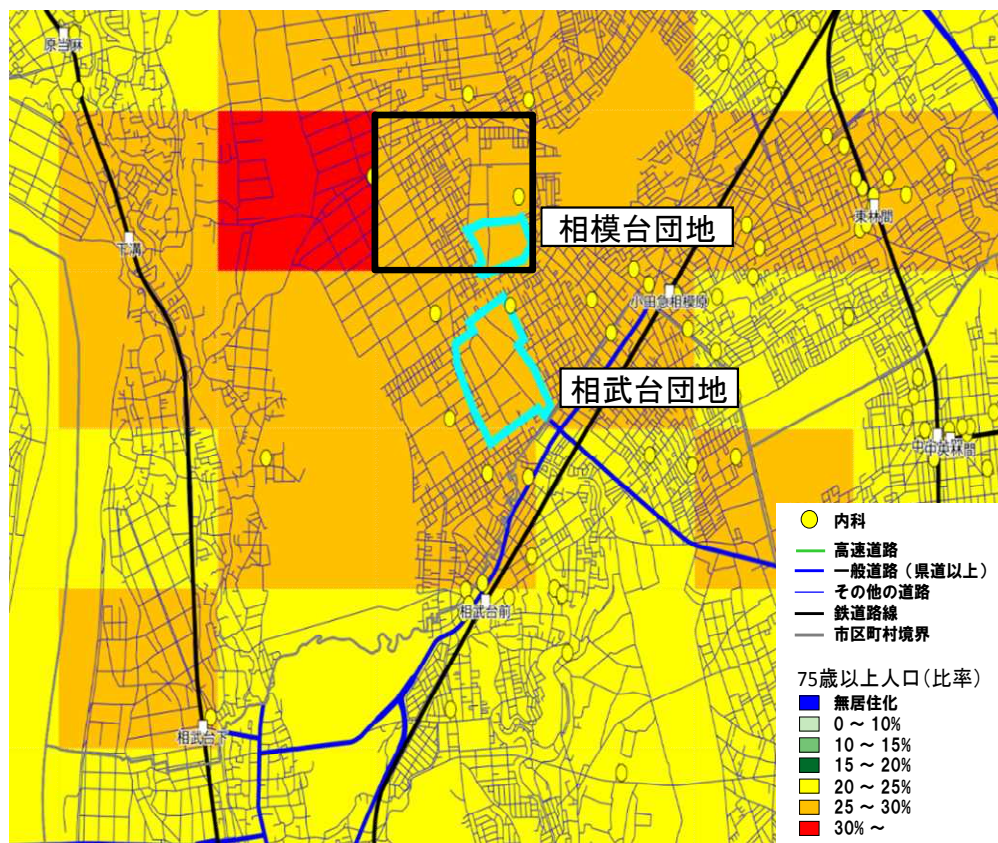 原当麻
下溝
相模台団地
東林間
小田急相模原
相武台団地
中央林間
相武台前
相武台下
内科
高速道路
一般道路（県道以上）
その他の道路
鉄道路線
市区町村境界
75歳以上人口（比率）
無居住化
0 ～ 10%
10 ～ 15%
15 ～ 20%
20 ～ 25%
25 ～ 30%
30% ～